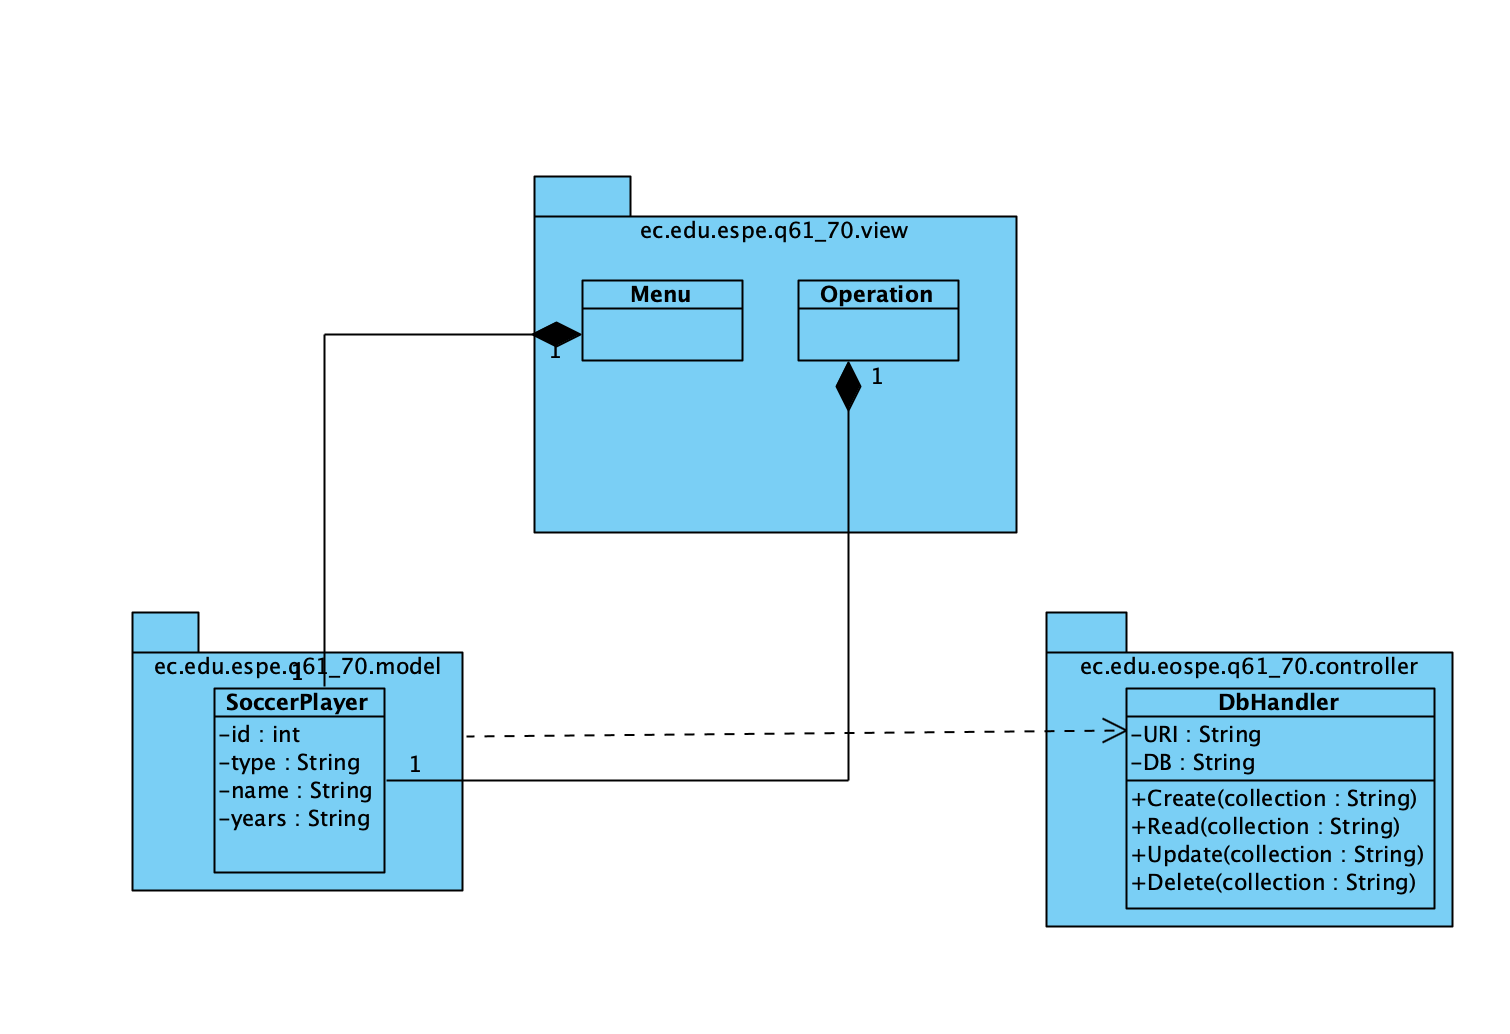 ec.edu.espe.q61_70.view
Menu
Operation
1
1
ec.edu.espe.q61_70.model
1
SoccerPlayer
-id : int
-type : String
-name : String
-years : String
1
ec.edu.eospe.q61_70.controller
DbHandler
-URI : String
-DB : String
+Create(collection : String)
+Read(collection : String)
+Update(collection : String)
+Delete(collection : String)